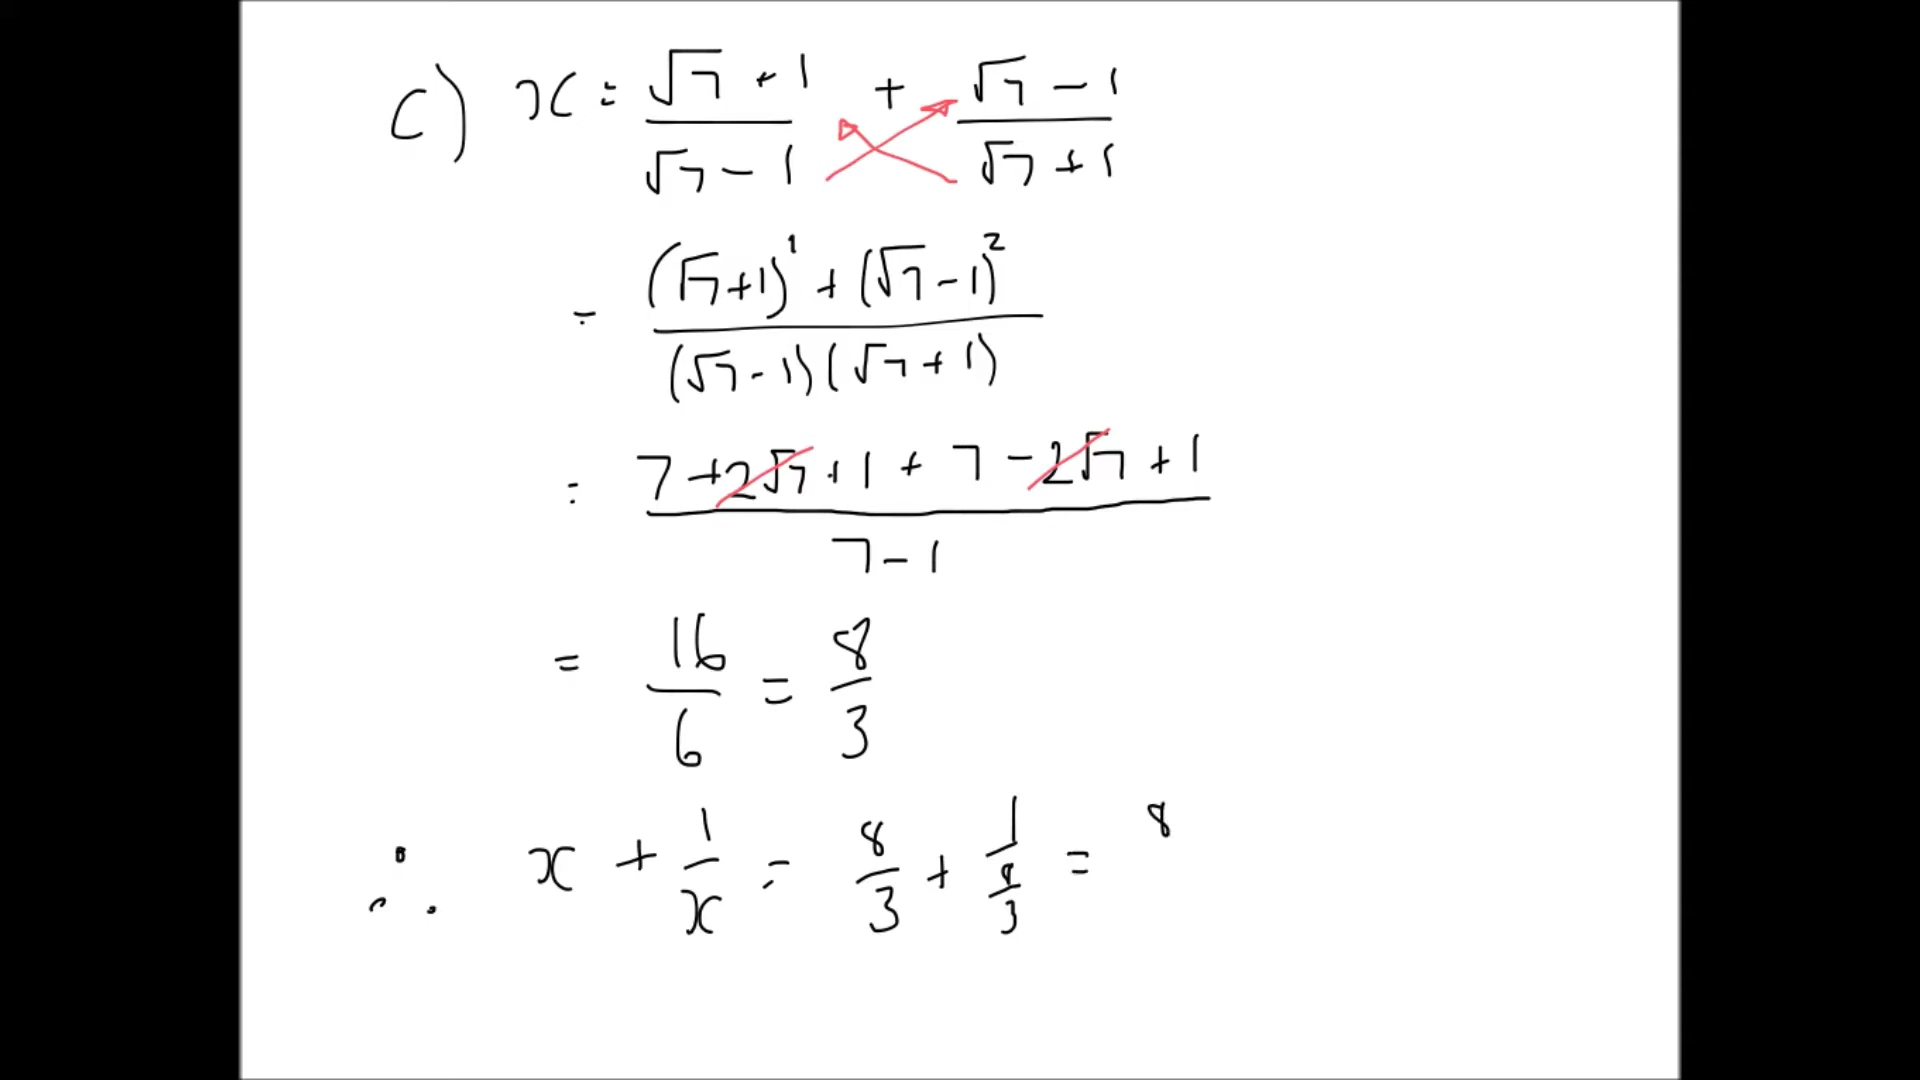 c) x = (√7 + 1)/(√7 - 1) + (√7 - 1)/(√7 + 1)
= ((√7+1)² + (√7-1)²)/((√7-1)(√7+1))
= (7 + 2√7 + 1 + 7 - 2√7 + 1)/(7 - 1)
= 16/6 = 8/3
∴ x + 1/x = 8/3 + 1/(8/3) = 8